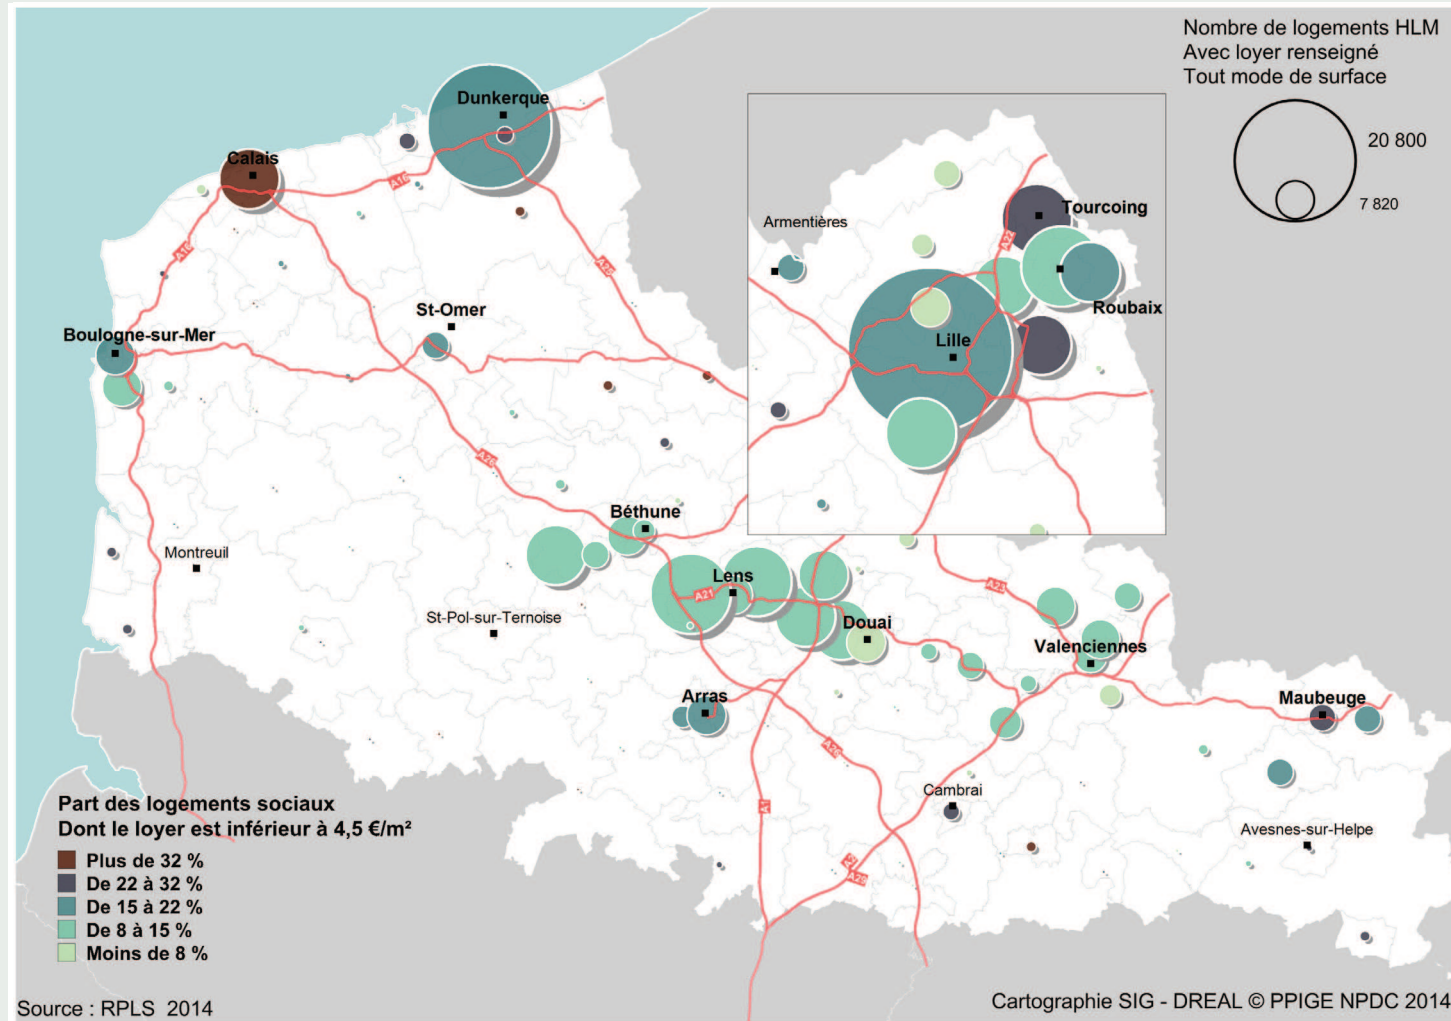 Nombre de logements HLM
Avec loyer renseigné
Tout mode de surface
20 800
7 820
Dunkerque
Calais
A16
A16
A25
St-Omer
Boulogne-sur-Mer
A26
Armentières
Tourcoing
A22
Roubaix
Lille
Béthune
Montreuil
Lens
A21
A23
St-Pol-sur-Ternoise
Douai
Valenciennes
Arras
Maubeuge
A26
Cambrai
A1
Avesnes-sur-Helpe
A29
Part des logements sociaux
Dont le loyer est inférieur à 4,5 €/m²
Plus de 32 %
De 22 à 32 %
De 15 à 22 %
De 8 à 15 %
Moins de 8 %
Source : RPLS 2014
Cartographie SIG - DREAL © PPIGE NPDC 2014